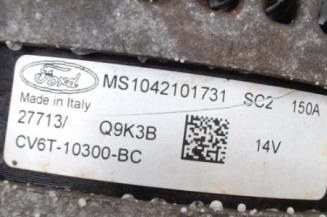 Ford MS1042101731 SC2 150A
Made in Italy
27713/ Q9K3B 14V
CV6T-10300-BC